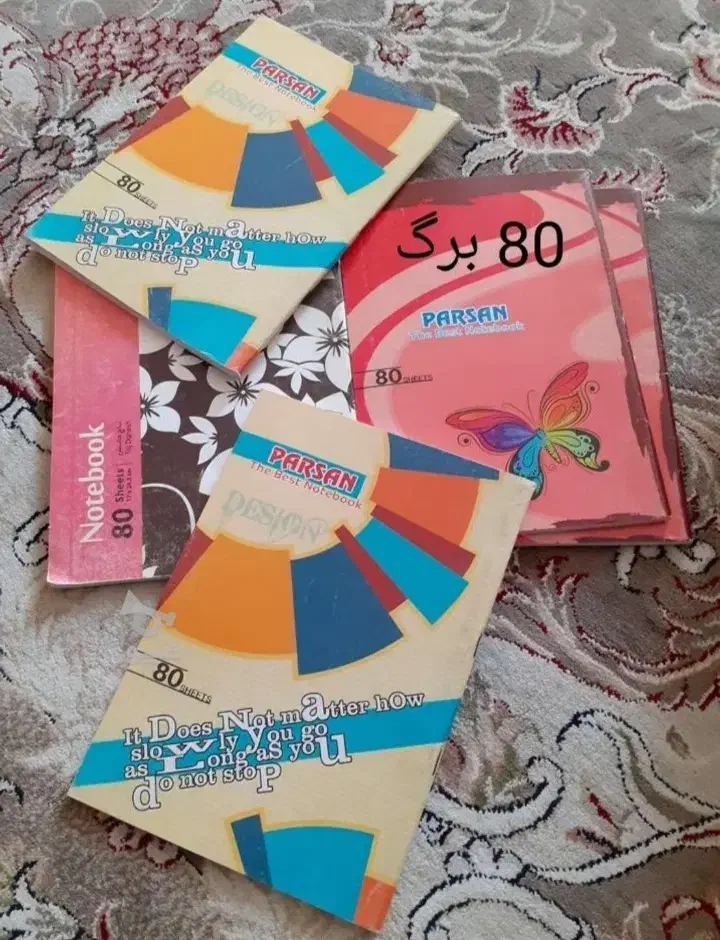 PARSAN
The Best Notebook
DESIGN
80 SHEETS
It Does Not matter hOw
slowly you go
as Long as you
do not stop
80 برگ
PARSAN
The Best Notebook
80 SHEETS
Notebook
80 Sheets
PARSAN
The Best Notebook
DESIGN
80 SHEETS
It Does Not matter hOw
slowly you go
as Long as you
do not stop